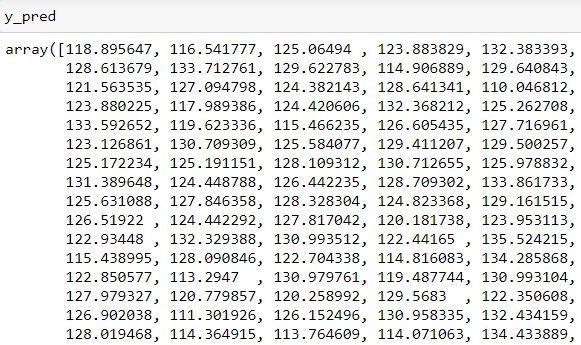 y_pred
array([118.895647, 116.541777, 125.06494 , 123.883829, 132.383393,
128.613679, 133.712761, 129.622783, 114.906889, 129.640843,
121.563535, 127.094798, 124.382143, 128.641341, 110.046812,
123.880225, 117.989386, 124.420606, 132.368212, 125.262708,
133.592652, 119.623336, 115.466235, 126.605435, 127.716961,
123.126861, 130.709309, 125.584077, 129.411207, 129.500257,
125.172234, 125.191151, 128.109312, 130.712655, 125.978832,
131.389648, 124.448788, 126.442235, 128.709302, 133.861733,
125.631088, 127.846358, 128.328304, 124.823368, 129.161515,
126.51922 , 124.442292, 127.817042, 120.181738, 123.953113,
122.93448 , 132.329388, 130.993512, 122.44165 , 135.524215,
115.438995, 128.090846, 122.704338, 114.816083, 134.285868,
122.850577, 113.2947  , 130.979761, 119.487744, 130.993104,
127.979327, 120.779857, 120.258992, 129.5683  , 122.350608,
126.902038, 111.301926, 126.152496, 130.958335, 132.434159,
128.019468, 114.364915, 113.764609, 114.071063, 134.433889,